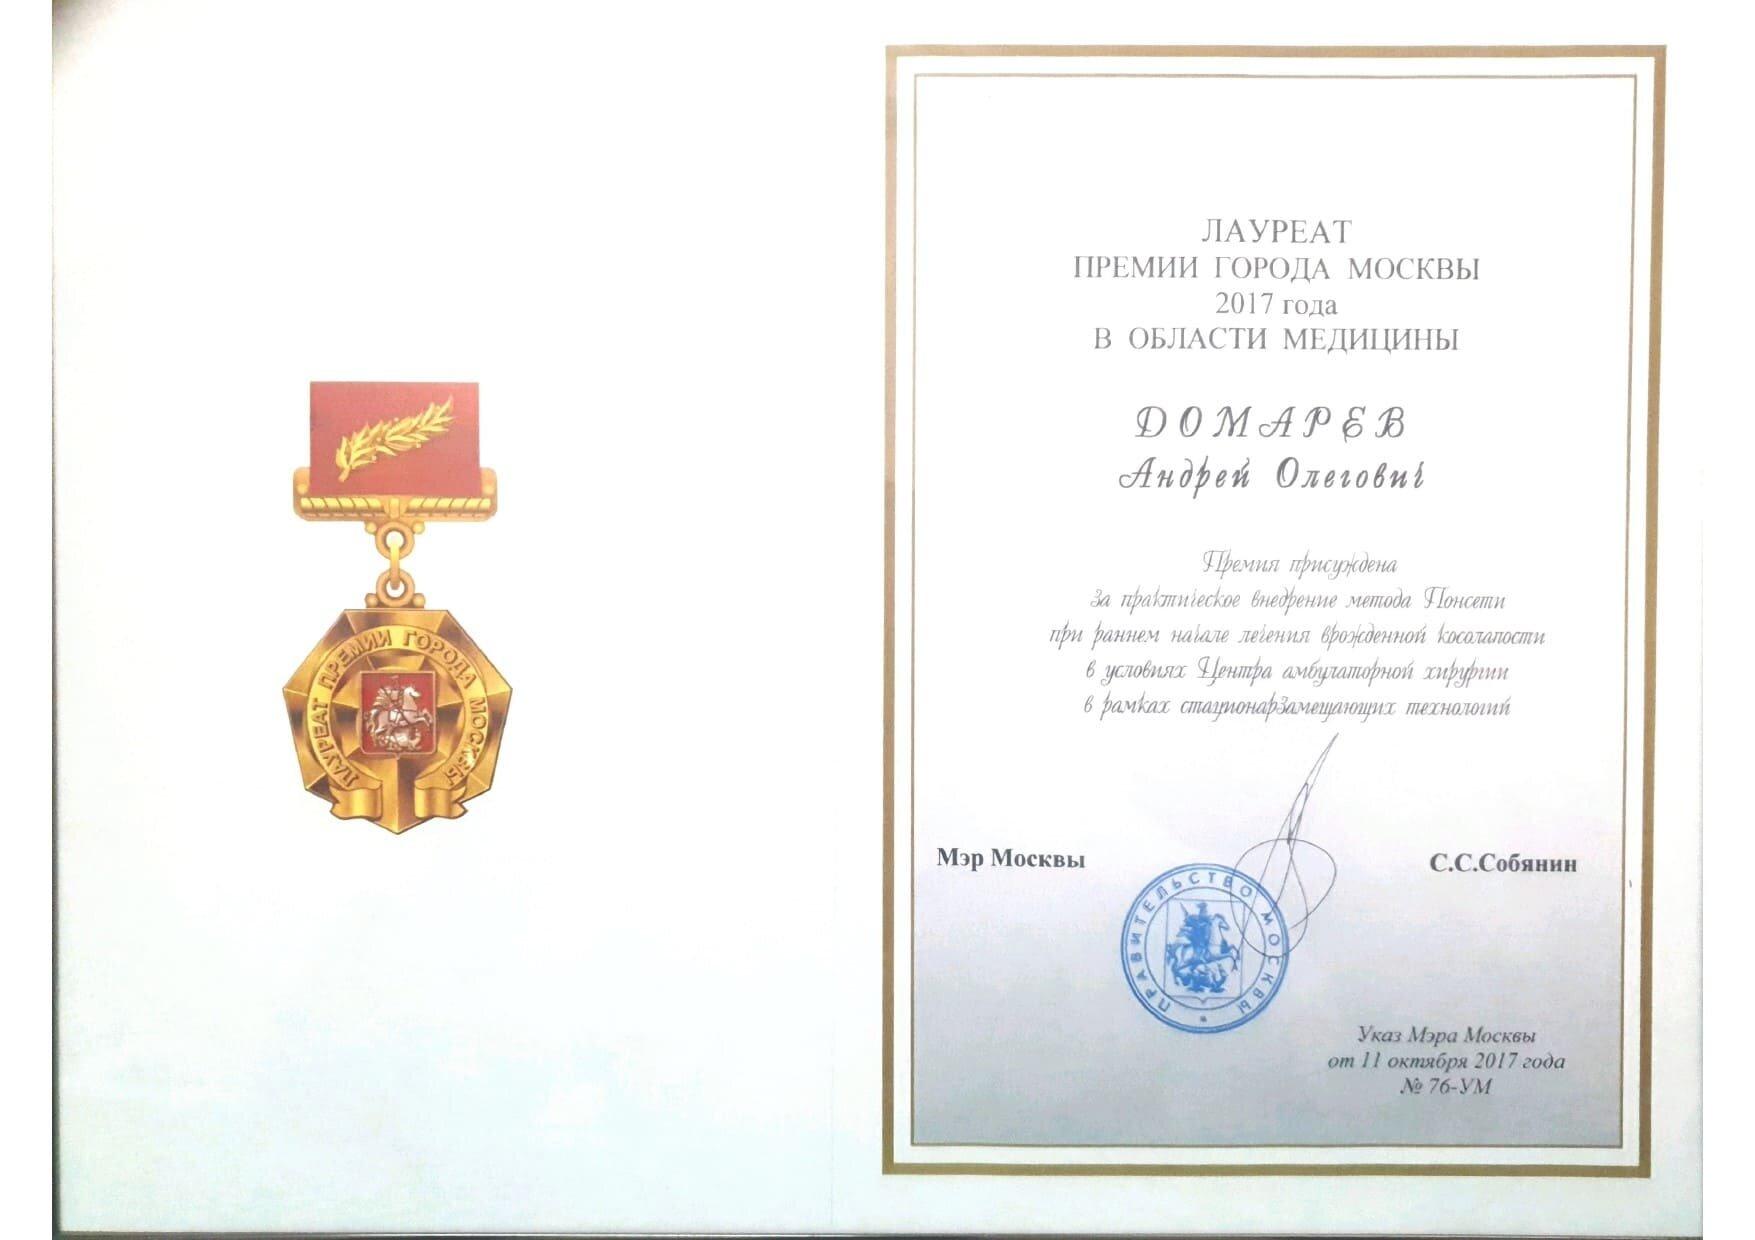 ЛАУРЕАТ ПРЕМИИ ГОРОДА МОСКВЫ
ЛАУРЕАТ
ПРЕМИИ ГОРОДА МОСКВЫ
2017 года
В ОБЛАСТИ МЕДИЦИНЫ
ДОМАРЕВ
Андрей Олегович
Премия присуждена
за практическое внедрение метода Понсети
при раннем начале лечения врожденной косолапости
в условиях Центра амбулаторной хирургии
в рамках стационарзамещающих технологий
Мэр Москвы
С.С.Собянин
ПРАВИТЕЛЬСТВО МОСКВЫ
Указ Мэра Москвы
от 11 октября 2017 года
№ 76-УМ